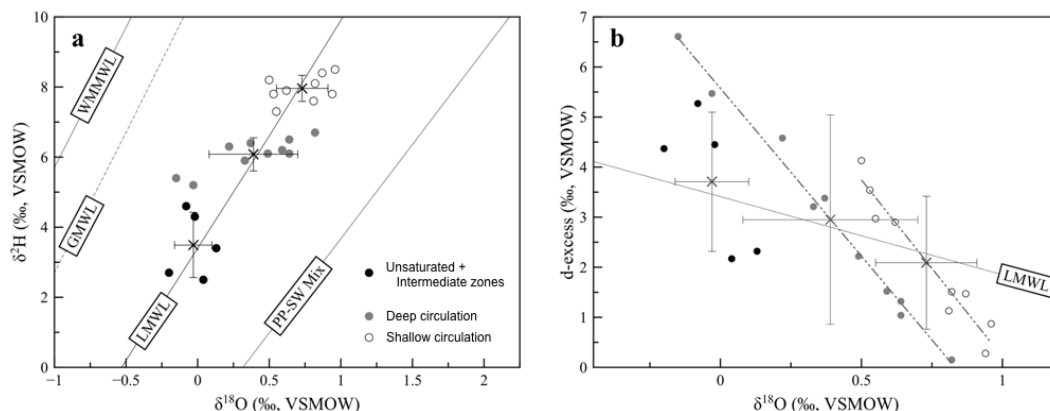 a
10
8
6
4
2
0
δ²H (‰, VSMOW)
WMMWL
GMWL
LMWL
PP-SW Mix
Unsaturated +
Intermediate zones
Deep circulation
Shallow circulation
-1
-0.5
0
0.5
1
1.5
2
δ¹⁸O (‰, VSMOW)
b
7
6
5
4
3
2
1
0
d-excess (‰, VSMOW)
LMWL
0
0.5
1
δ¹⁸O (‰, VSMOW)